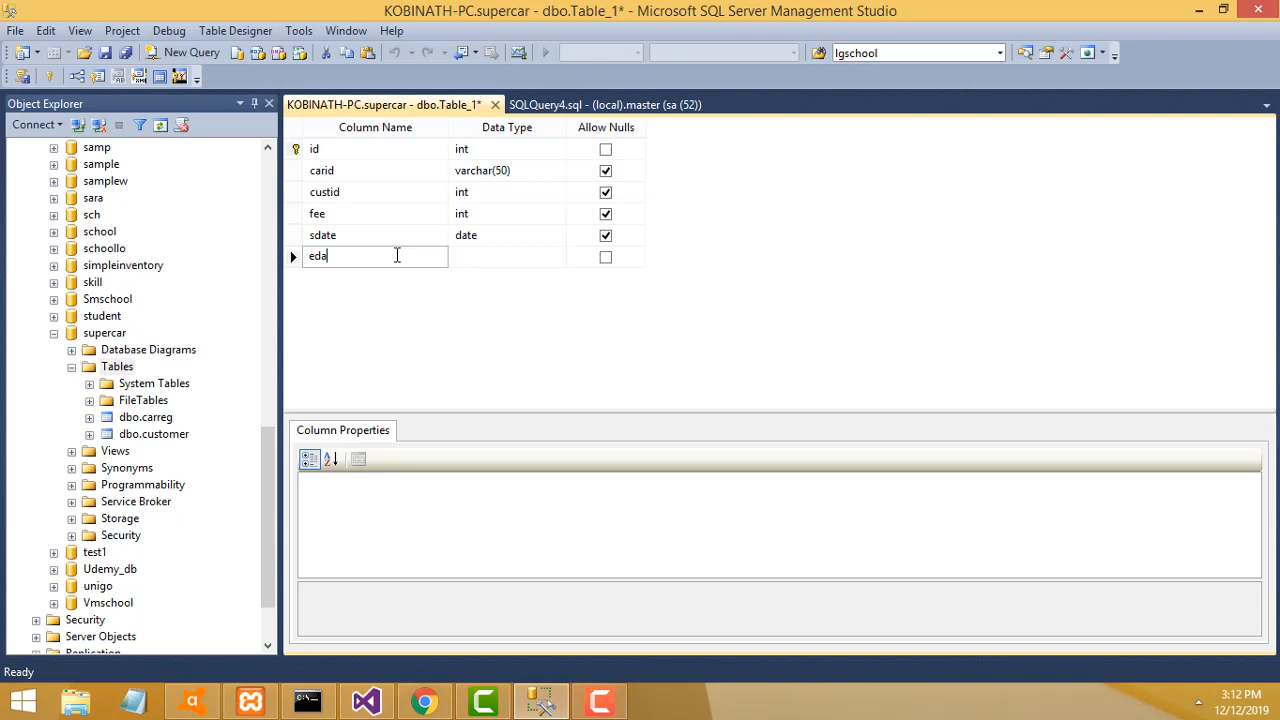 KOBINATH-PC.supercar - dbo.Table_1* - Microsoft SQL Server Management Studio
File Edit View Project Debug Table Designer Tools Window Help
New Query
lgschool
Object Explorer
KOBINATH-PC.supercar - dbo.Table_1*
SQLQuery4.sql - (local).master (sa (52))
Connect
samp
sample
samplew
sara
sch
school
schoollo
simpleinventory
skill
Smschool
student
supercar
Database Diagrams
Tables
System Tables
FileTables
dbo.carreg
dbo.customer
Views
Synonyms
Programmability
Service Broker
Storage
Security
test1
Udemy_db
unigo
Vmschool
Security
Server Objects
Replication
Column Name Data Type Allow Nulls
id int
carid varchar(50)
custid int
fee int
sdate date
eda
Column Properties
Ready
3:12 PM
12/12/2019